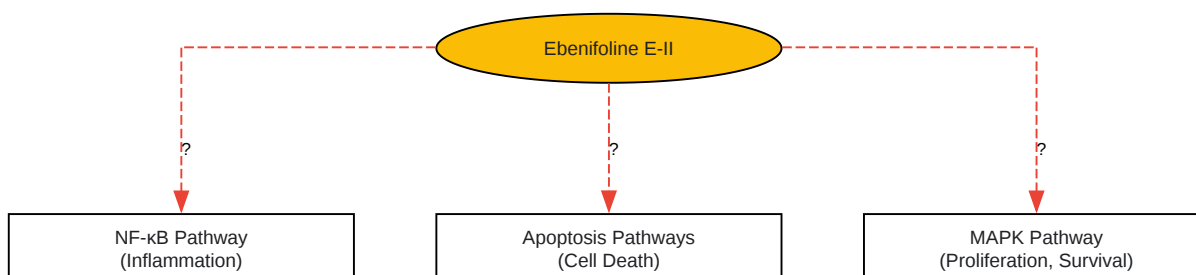 Ebenifoline E-II
?
?
?
NF-κB Pathway
(Inflammation)
Apoptosis Pathways
(Cell Death)
MAPK Pathway
(Proliferation, Survival)